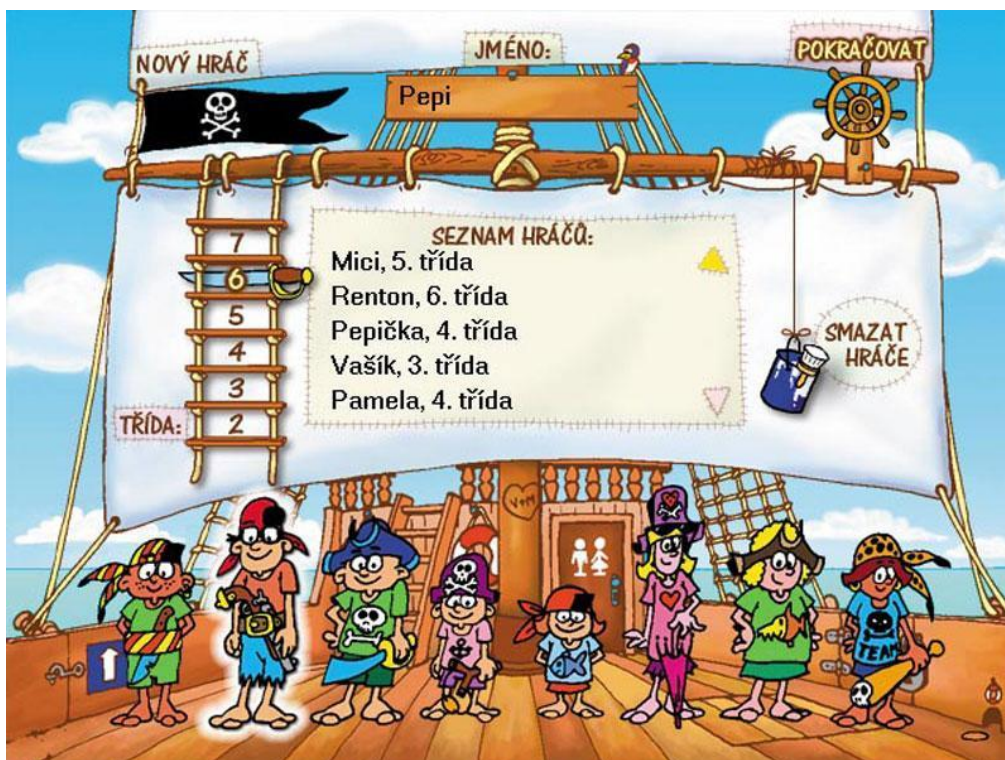 NOVÝ HRÁČ
JMÉNO:
POKRAČOVAT
Pepi
SEZNAM HRÁČŮ:
Mici, 5. třída
Renton, 6. třída
Pepička, 4. třída
Vašík, 3. třída
Pamela, 4. třída
7
6
5
4
3
2
TŘÍDA:
SMAZAT
HRÁČE
V+M
TEAM